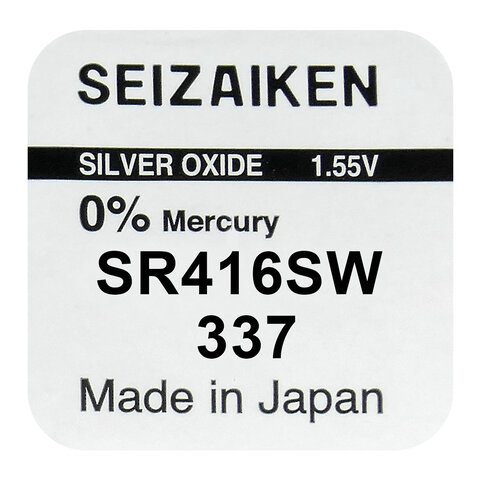 SEIZAIKEN
SILVER OXIDE 1.55V
0% Mercury
SR416SW
337
Made in Japan